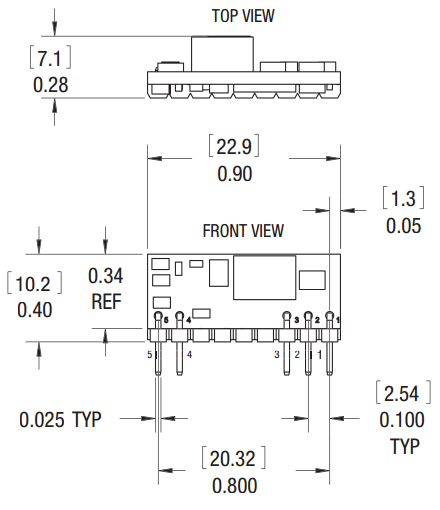 TOP VIEW
[7.1]
0.28
[22.9]
0.90
[1.3]
0.05
FRONT VIEW
[10.2]
0.40
0.34
REF
5 4 3 2 1
5 4 3 2 1
0.025 TYP
[2.54]
0.100
TYP
[20.32]
0.800